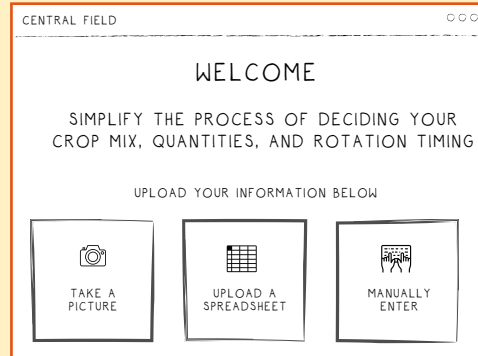 CENTRAL FIELD
WELCOME
SIMPLIFY THE PROCESS OF DECIDING YOUR
CROP MIX, QUANTITIES, AND ROTATION TIMING
UPLOAD YOUR INFORMATION BELOW
TAKE A
PICTURE
UPLOAD A
SPREADSHEET
MANUALLY
ENTER